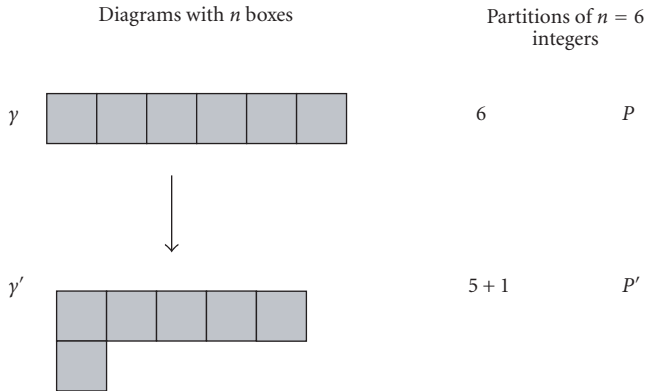 Diagrams with n boxes
Partitions of n = 6
integers
γ
6
P
γ′
5 + 1
P′